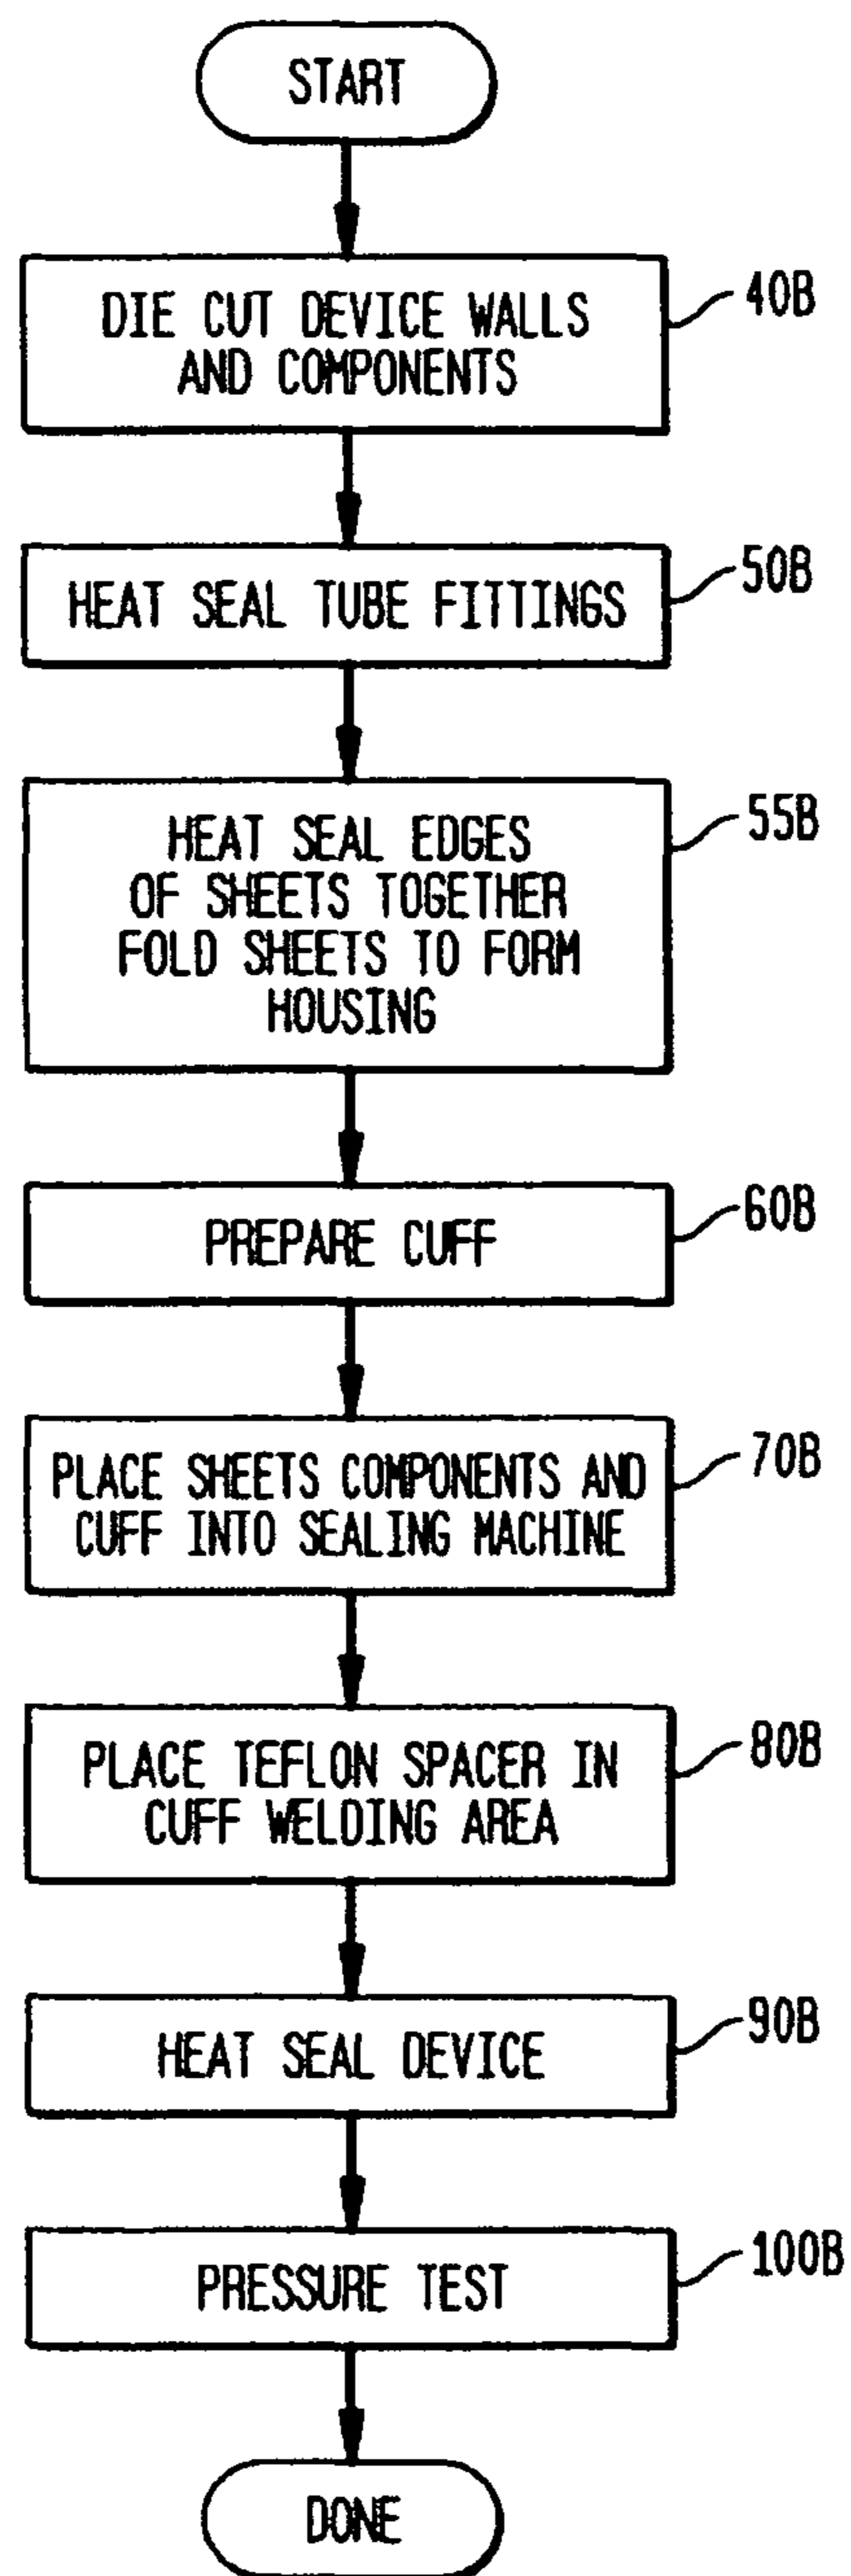 START
DIE CUT DEVICE WALLS
AND COMPONENTS
40B
HEAT SEAL TUBE FITTINGS
50B
HEAT SEAL EDGES
OF SHEETS TOGETHER
FOLD SHEETS TO FORM
HOUSING
55B
PREPARE CUFF
60B
PLACE SHEETS COMPONENTS AND
CUFF INTO SEALING MACHINE
70B
PLACE TEFLON SPACER IN
CUFF WELDING AREA
80B
HEAT SEAL DEVICE
90B
PRESSURE TEST
100B
DONE